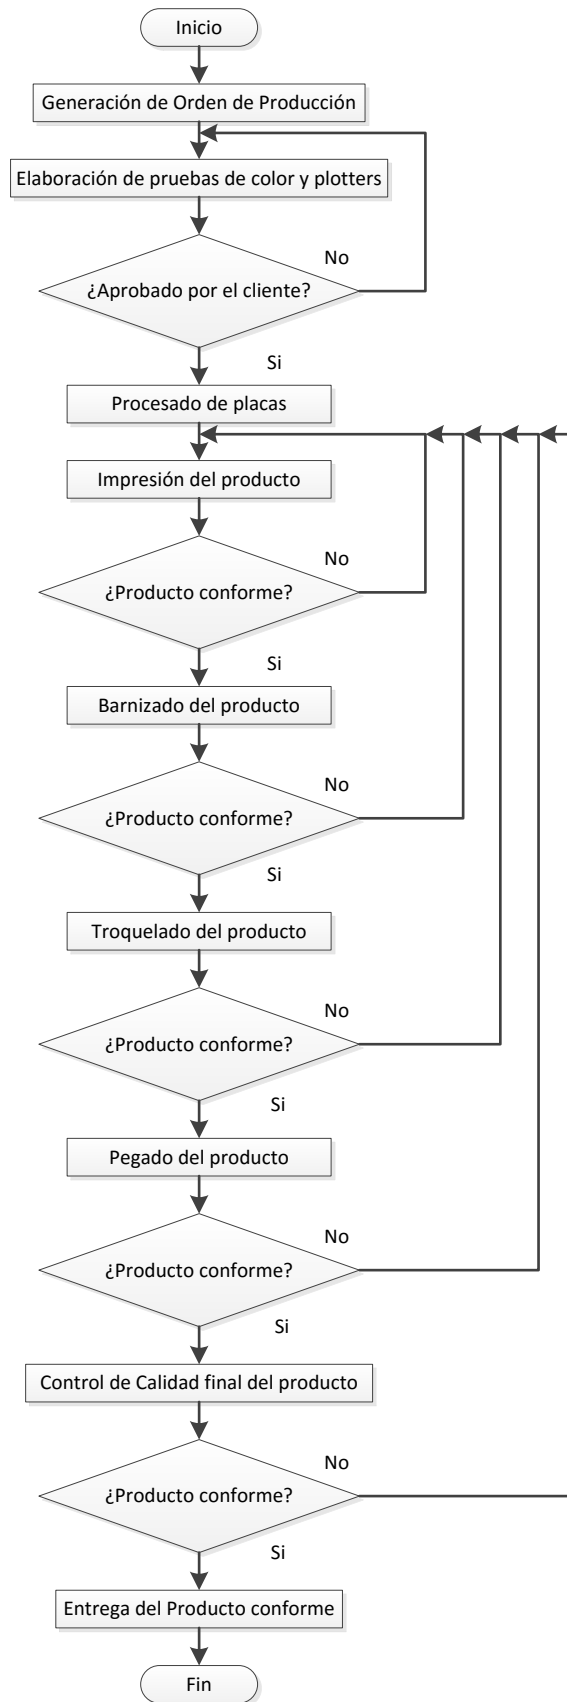 Inicio
Generación de Orden de Producción
Elaboración de pruebas de color y plotters
No
¿Aprobado por el cliente?
Si
Procesado de placas
Impresión del producto
No
¿Producto conforme?
Si
Barnizado del producto
No
¿Producto conforme?
Si
Troquelado del producto
No
¿Producto conforme?
Si
Pegado del producto
No
¿Producto conforme?
Si
Control de Calidad final del producto
No
¿Producto conforme?
Si
Entrega del Producto conforme
Fin